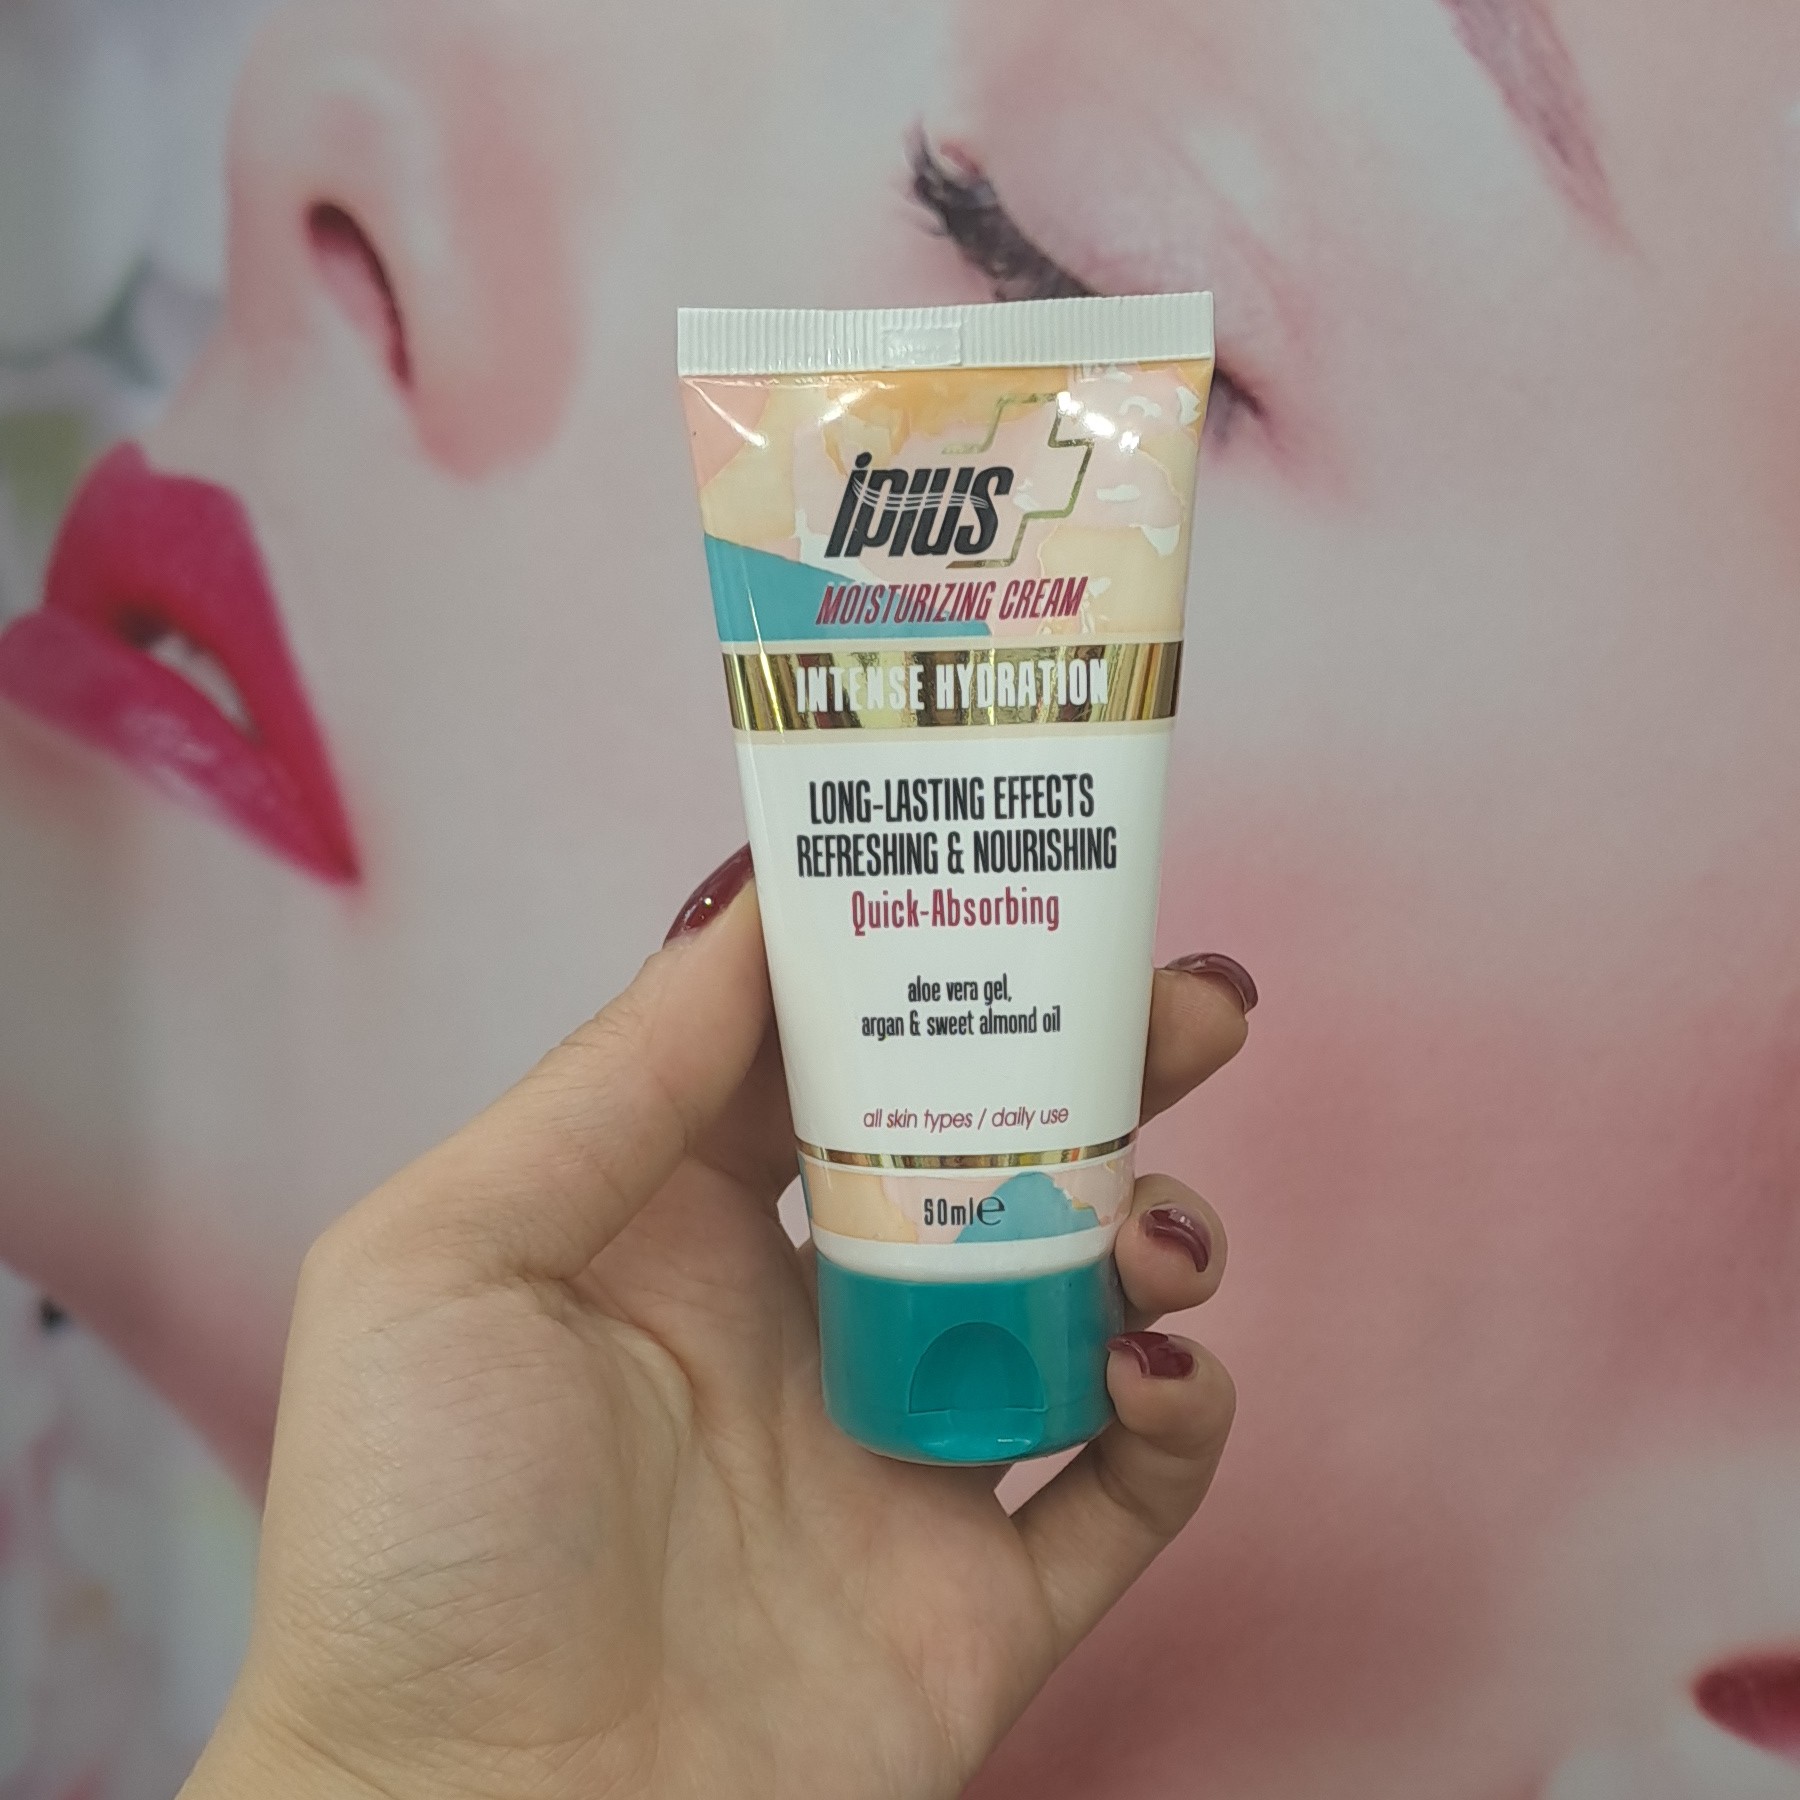 iplus
MOISTURIZING CREAM
INTENSE HYDRATION
LONG-LASTING EFFECTS
REFRESHING & NOURISHING
Quick-Absorbing
aloe vera gel,
argan & sweet almond oil
all skin types / daily use
50ml℮